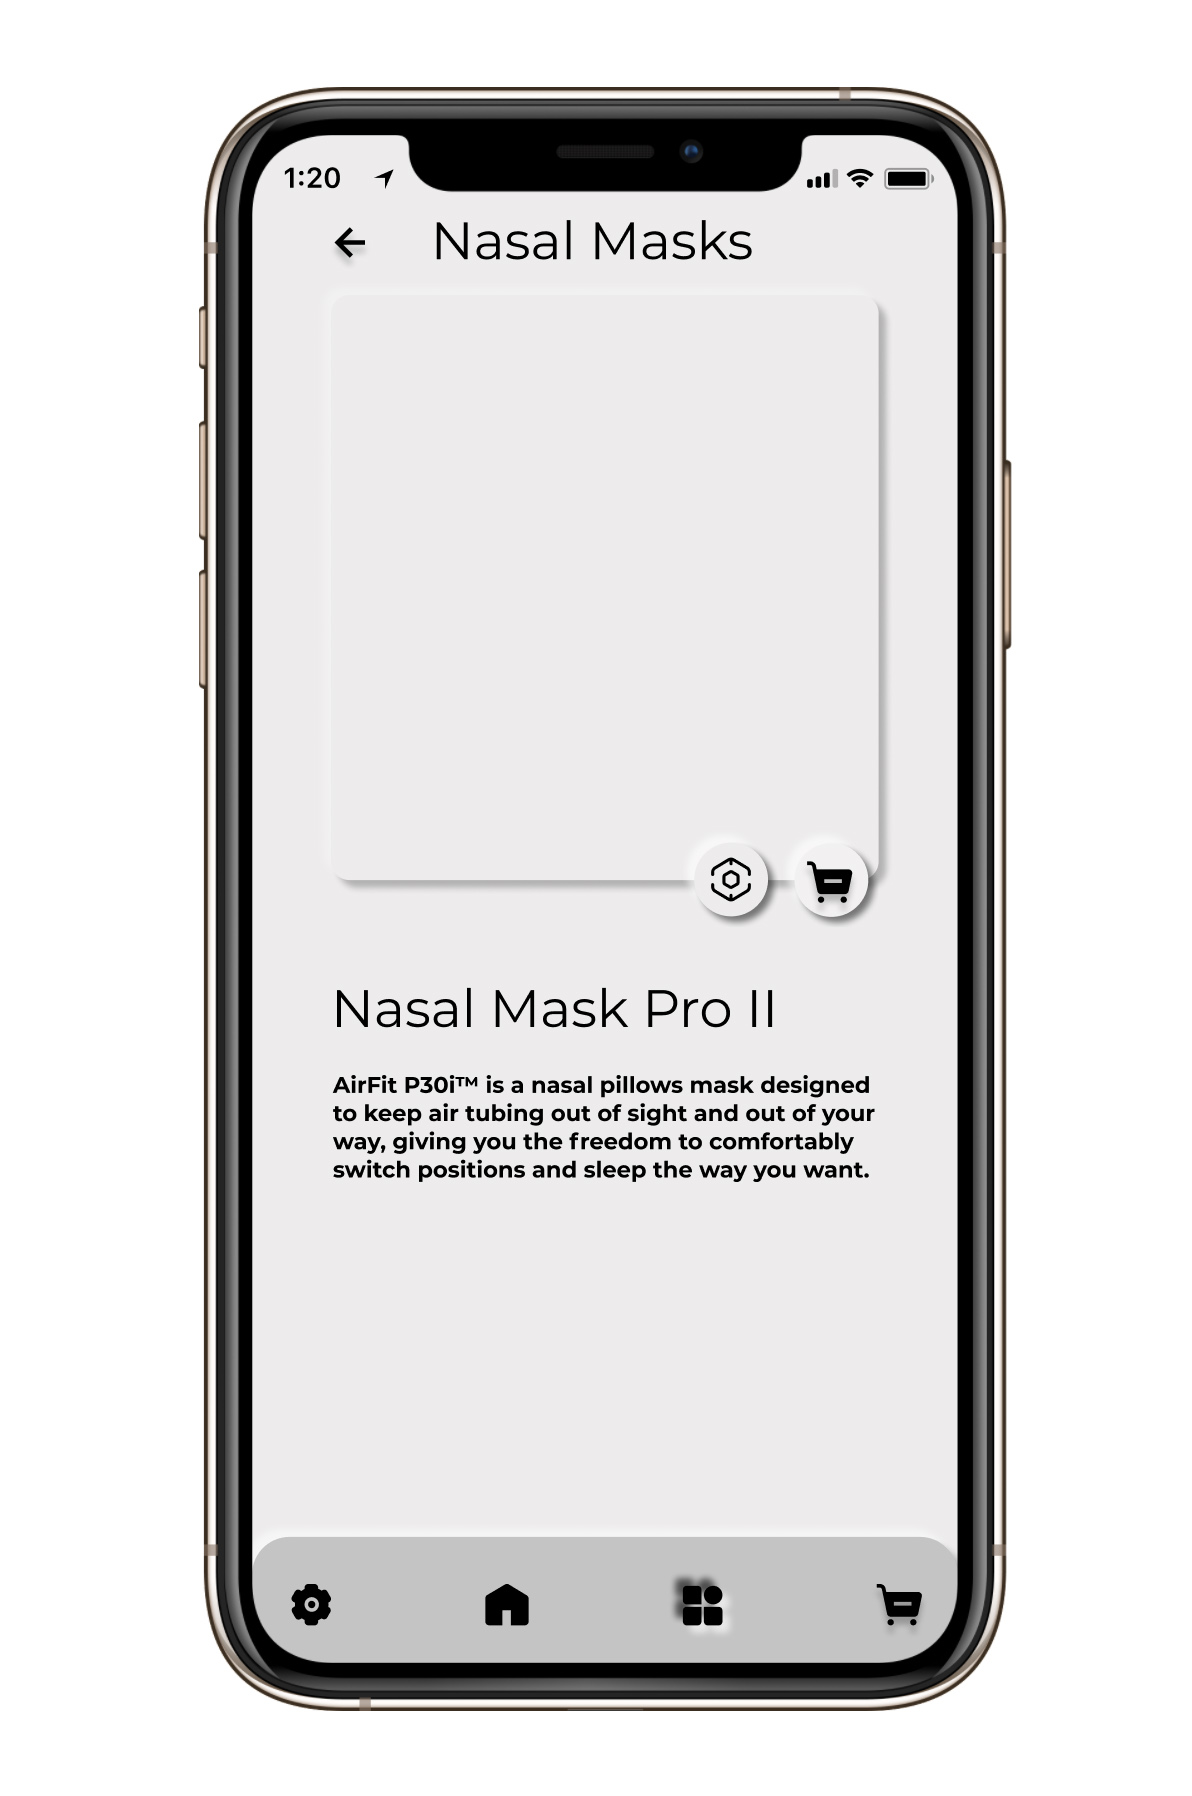 1:20
Nasal Masks
Nasal Mask Pro II
AirFit P30i™ is a nasal pillows mask designed
to keep air tubing out of sight and out of your
way, giving you the freedom to comfortably
switch positions and sleep the way you want.